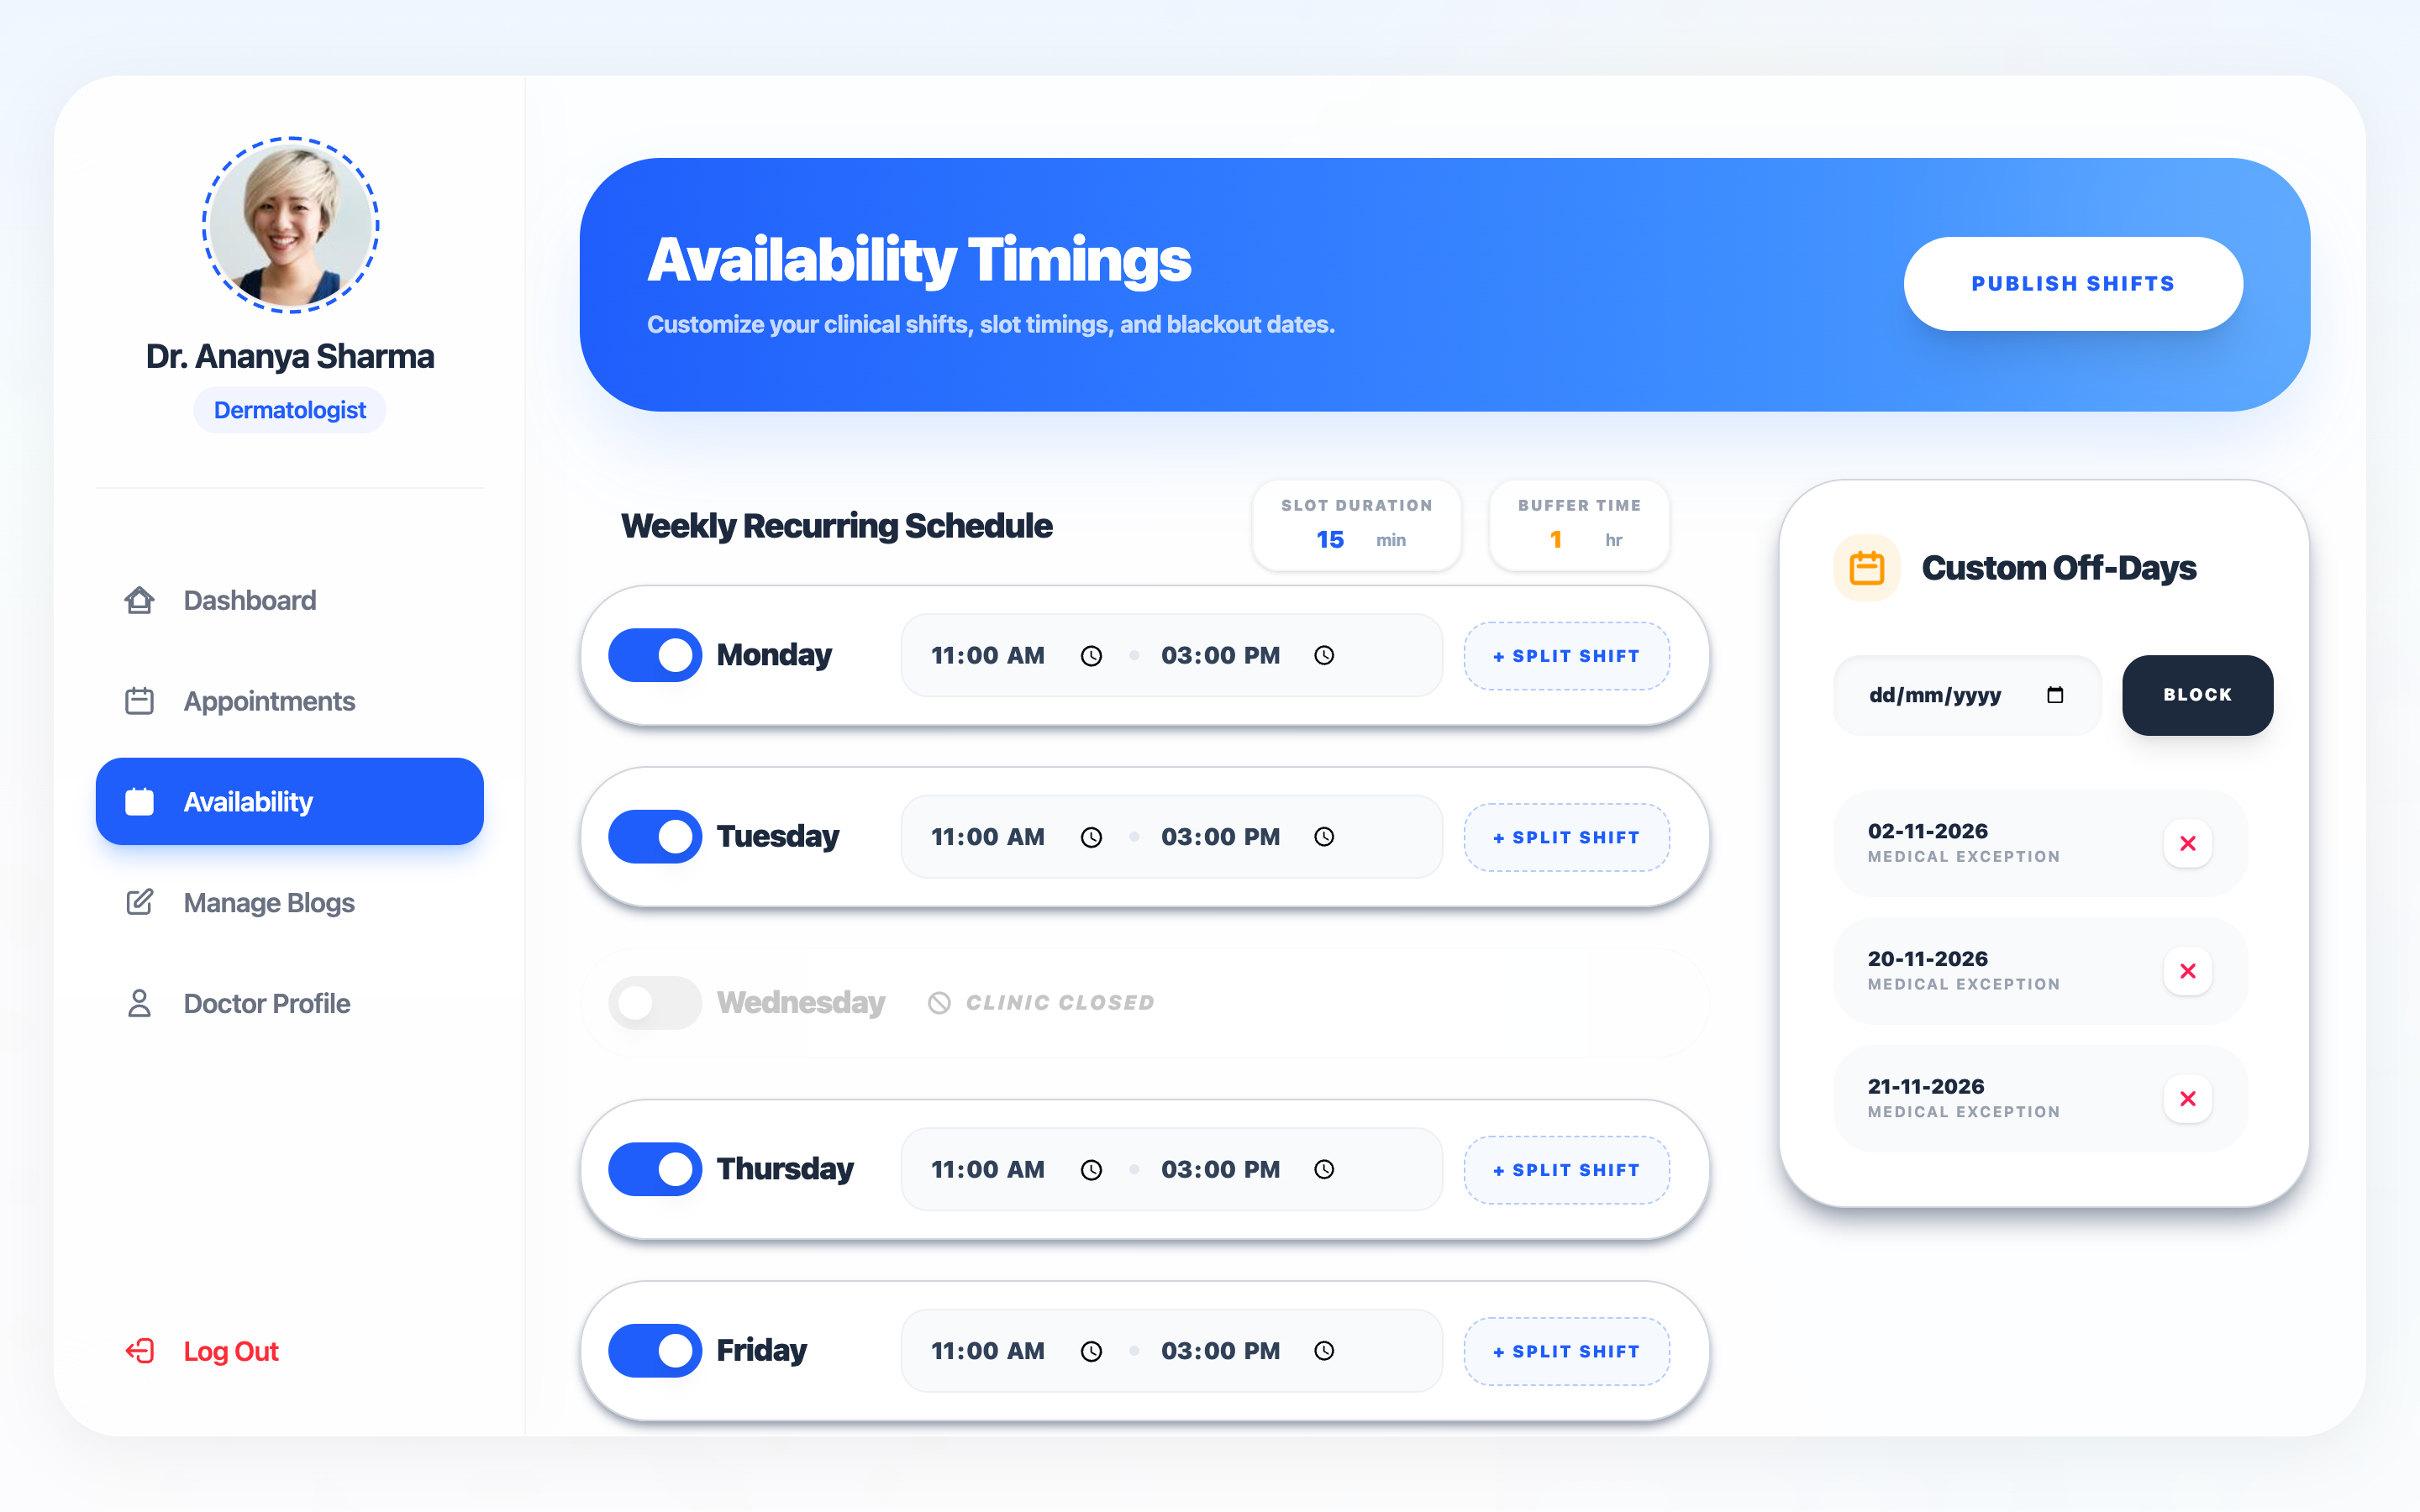 Dr. Ananya Sharma
Dermatologist
Dashboard
Appointments
Availability
Manage Blogs
Doctor Profile
Log Out
Availability Timings
Customize your clinical shifts, slot timings, and blackout dates.
PUBLISH SHIFTS
Weekly Recurring Schedule
SLOT DURATION
15 min
BUFFER TIME
1 hr
Monday 11:00 AM 03:00 PM + SPLIT SHIFT
Tuesday 11:00 AM 03:00 PM + SPLIT SHIFT
Wednesday CLINIC CLOSED
Thursday 11:00 AM 03:00 PM + SPLIT SHIFT
Friday 11:00 AM 03:00 PM + SPLIT SHIFT
Custom Off-Days
dd/mm/yyyy BLOCK
02-11-2026
MEDICAL EXCEPTION
20-11-2026
MEDICAL EXCEPTION
21-11-2026
MEDICAL EXCEPTION